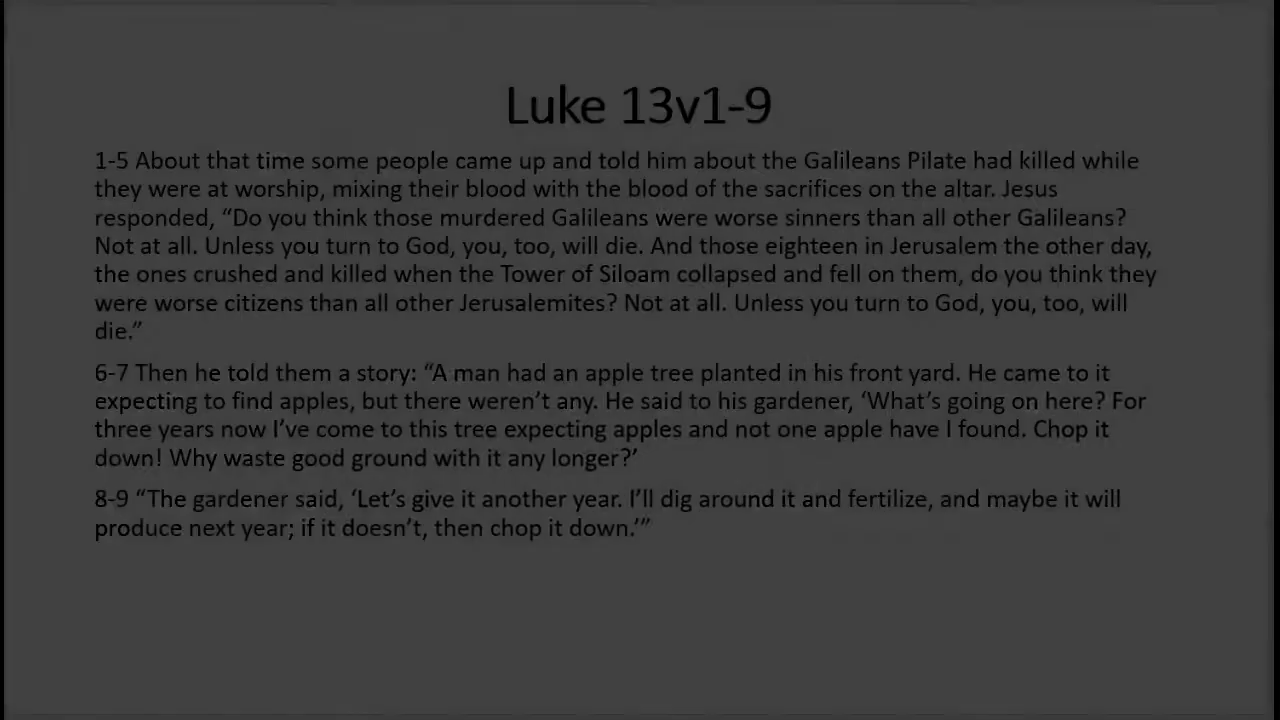 Luke 13v1-9
1-5 About that time some people came up and told him about the Galileans Pilate had killed while
they were at worship, mixing their blood with the blood of the sacrifices on the altar. Jesus
responded, “Do you think those murdered Galileans were worse sinners than all other Galileans?
Not at all. Unless you turn to God, you, too, will die. And those eighteen in Jerusalem the other day,
the ones crushed and killed when the Tower of Siloam collapsed and fell on them, do you think they
were worse citizens than all other Jerusalemites? Not at all. Unless you turn to God, you, too, will
die.”
6-7 Then he told them a story: “A man had an apple tree planted in his front yard. He came to it
expecting to find apples, but there weren’t any. He said to his gardener, ‘What’s going on here? For
three years now I’ve come to this tree expecting apples and not one apple have I found. Chop it
down! Why waste good ground with it any longer?’
8-9 “The gardener said, ‘Let’s give it another year. I’ll dig around it and fertilize, and maybe it will
produce next year; if it doesn’t, then chop it down.’”